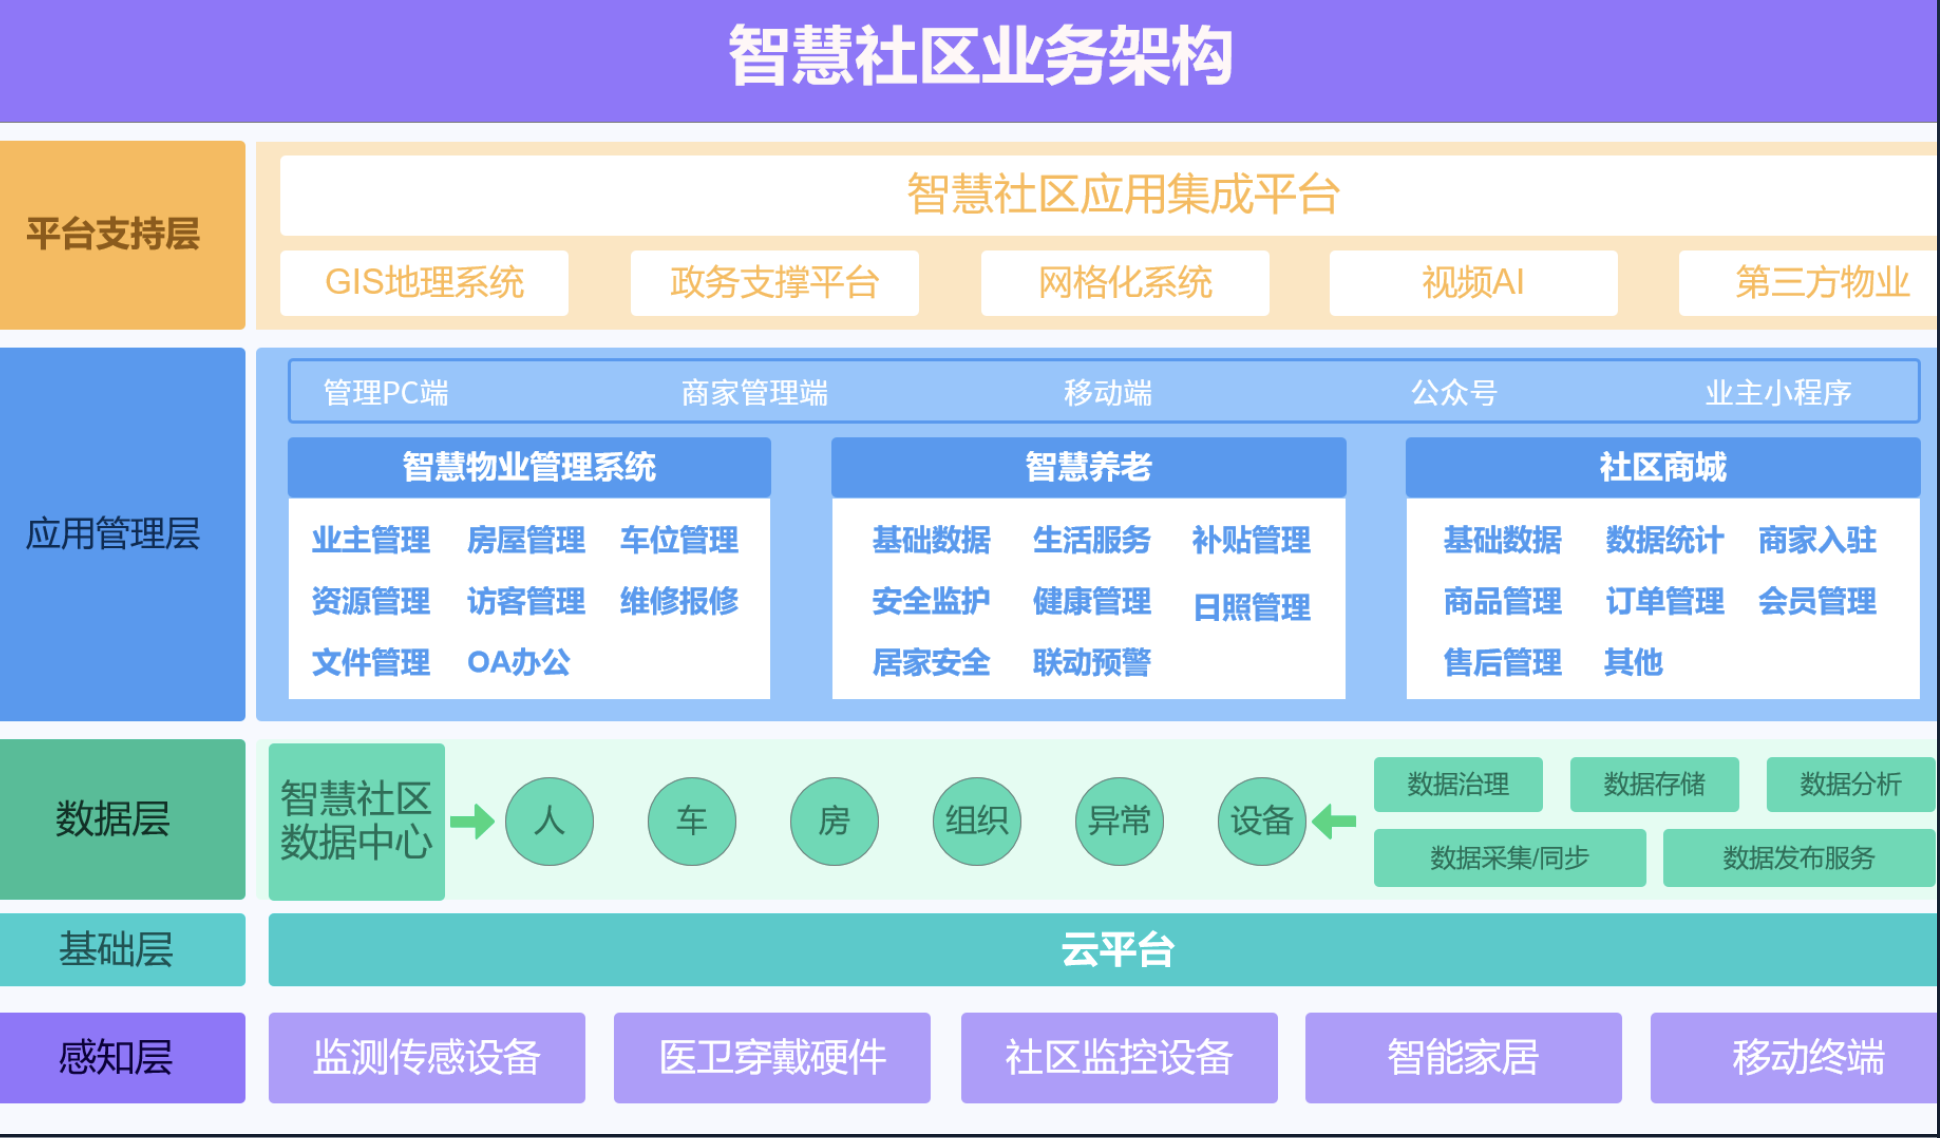 智慧社区业务架构
平台支持层
智慧社区应用集成平台
GIS地理系统
政务支撑平台
网格化系统
视频AI
第三方物业
应用管理层
管理PC端
商家管理端
移动端
公众号
业主小程序
智慧物业管理系统
业主管理 房屋管理 车位管理
资源管理 访客管理 维修报修
文件管理 OA办公
智慧养老
基础数据 生活服务 补贴管理
安全监护 健康管理 日照管理
居家安全 联动预警
社区商城
基础数据 数据统计 商家入驻
商品管理 订单管理 会员管理
售后管理 其他
数据层
智慧社区
数据中心
人
车
房
组织
异常
设备
数据治理
数据存储
数据分析
数据采集/同步
数据发布服务
基础层
云平台
感知层
监测传感设备
医卫穿戴硬件
社区监控设备
智能家居
移动终端